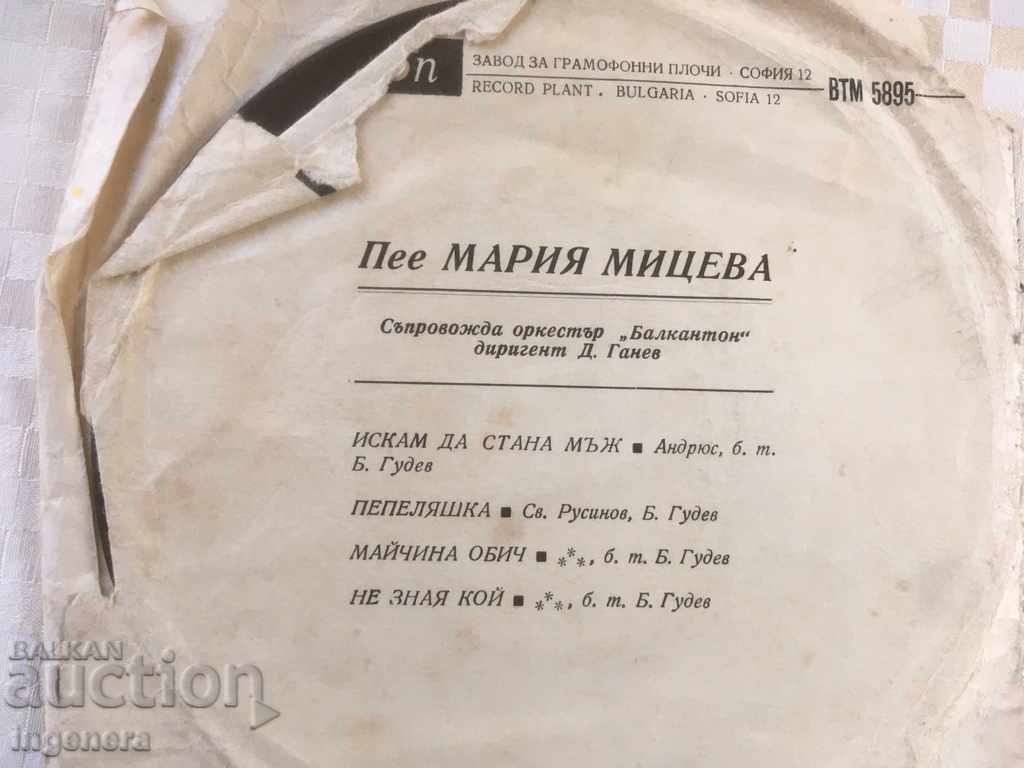 ЗАВОД ЗА ГРАМОФОННИ ПЛОЧИ · СОФИЯ 12
RECORD PLANT . BULGARIA · SOFIA 12
ВТМ 5895
Пее МАРИЯ МИЦЕВА
Съпровожда оркестър „Балкантон“
диригент Д. Ганев
ИСКАМ ДА СТАНА МЪЖ ■ Андрюс, б. т.
Б. Гудев
ПЕПЕЛЯШКА ■ Св. Русинов, Б. Гудев
МАЙЧИНА ОБИЧ ■ ***, б. т. Б. Гудев
НЕ ЗНАЯ КОЙ ■ ***, б. т. Б. Гудев
BALKAN
auction
ingenera